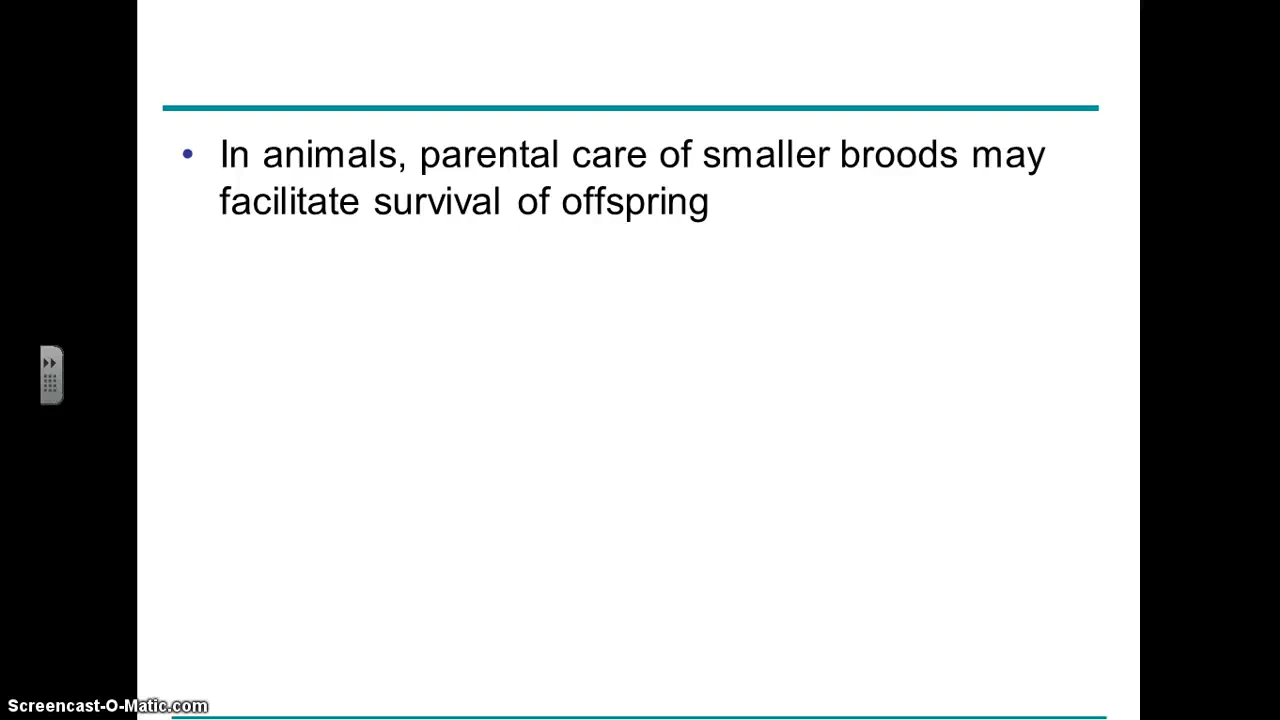 • In animals, parental care of smaller broods may
facilitate survival of offspring
Screencast-O-Matic.com